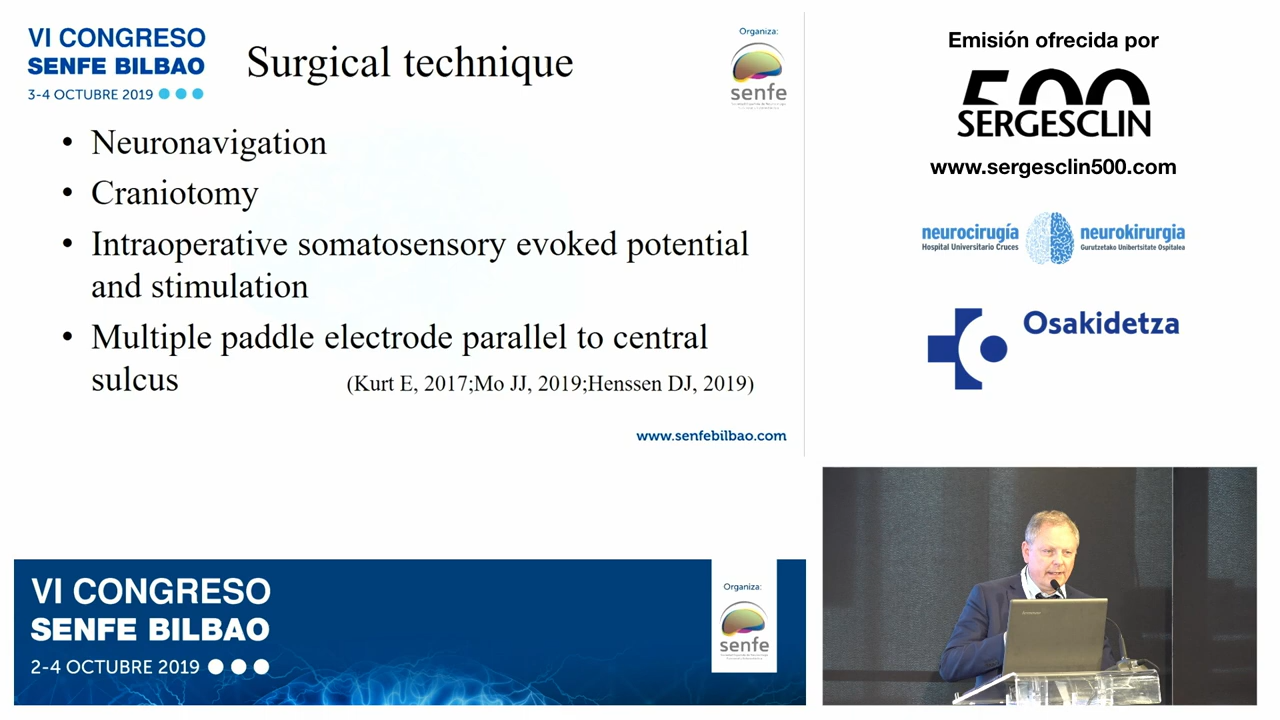 VI CONGRESO
SENFE BILBAO
3-4 OCTUBRE 2019
Surgical technique
Organiza:
senfe
• Neuronavigation
• Craniotomy
• Intraoperative somatosensory evoked potential
and stimulation
• Multiple paddle electrode parallel to central
sulcus
(Kurt E, 2017;Mo JJ, 2019;Henssen DJ, 2019)
www.senfebilbao.com
Emisión ofrecida por
500
SERGESCLIN
www.sergesclin500.com
neurocirugía
Hospital Universitario Cruces
neurokirurgia
Gurutzetako Unibertsitate Ospitalea
Osakidetza
VI CONGRESO
SENFE BILBAO
2-4 OCTUBRE 2019
Organiza:
senfe